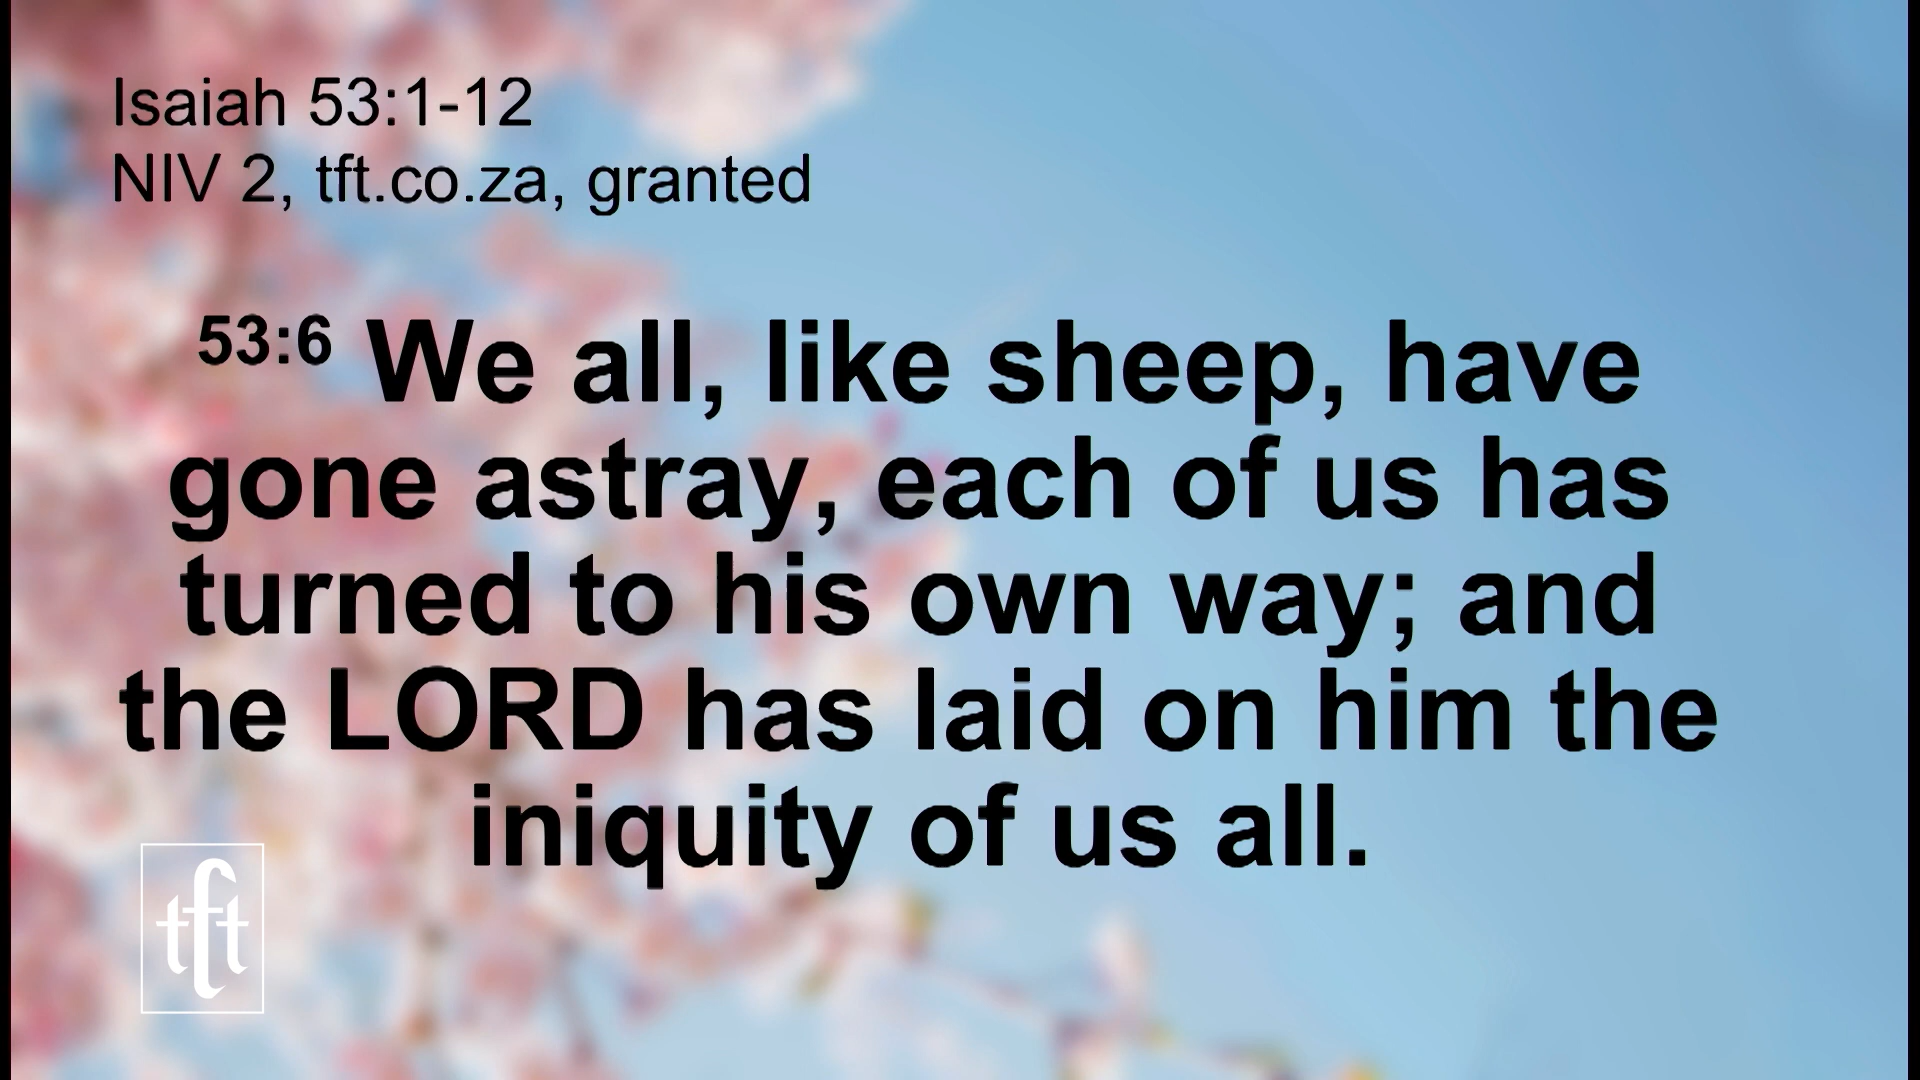 Isaiah 53:1-12
NIV 2, tft.co.za, granted
53:6 We all, like sheep, have
gone astray, each of us has
turned to his own way; and
the LORD has laid on him the
iniquity of us all.
tft